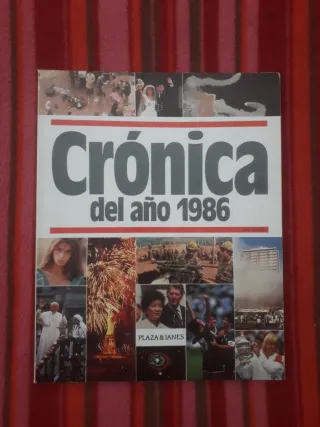 Crónica
del año 1986
PLAZA & JANES